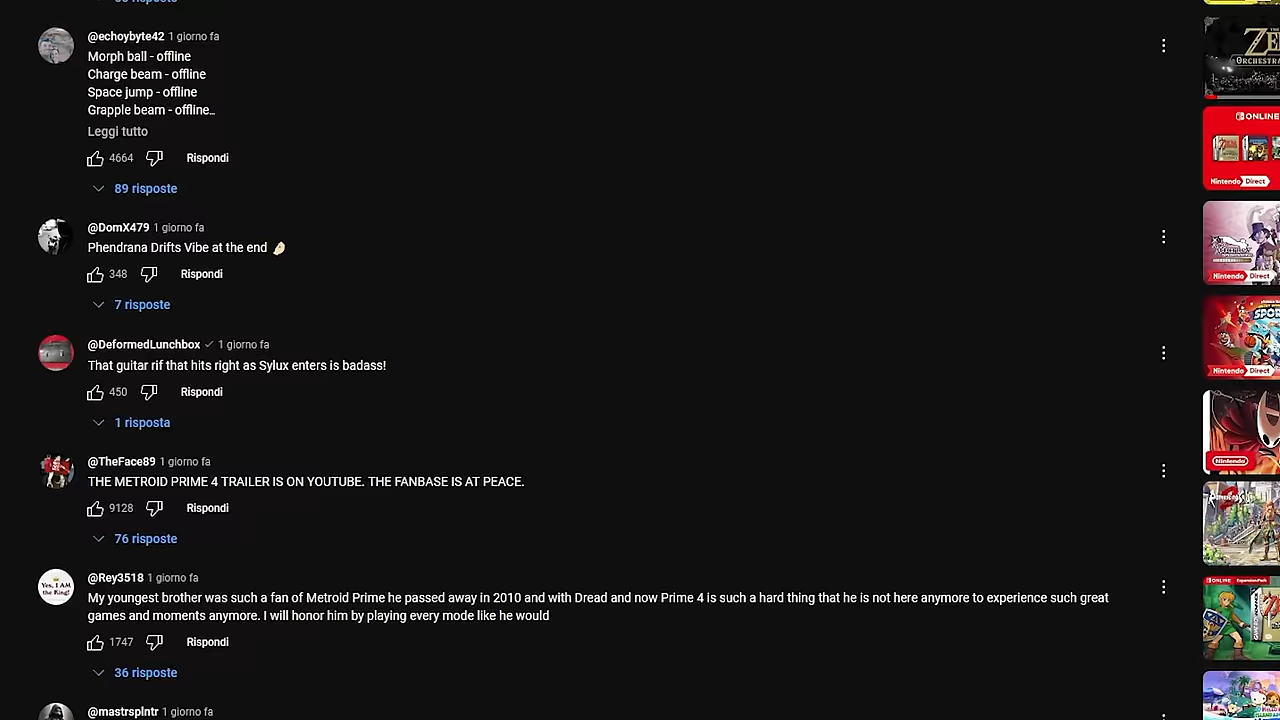 @echoybyte42 1 giorno fa
Morph ball - offline
Charge beam - offline
Space jump - offline
Grapple beam - offline...
Leggi tutto
4664 Rispondi
89 risposte
@DomX479 1 giorno fa
Phendrana Drifts Vibe at the end 🤌🏻
348 Rispondi
7 risposte
@DeformedLunchbox 1 giorno fa
That guitar rif that hits right as Sylux enters is badass!
450 Rispondi
1 risposta
@TheFace89 1 giorno fa
THE METROID PRIME 4 TRAILER IS ON YOUTUBE. THE FANBASE IS AT PEACE.
9128 Rispondi
76 risposte
@Rey3518 1 giorno fa
Yes, I AM
the King!
My youngest brother was such a fan of Metroid Prime he passed away in 2010 and with Dread and now Prime 4 is such a hard thing that he is not here anymore to experience such great
games and moments anymore. I will honor him by playing every mode like he would
1747 Rispondi
36 risposte
@mastrsplntr 1 giorno fa
ONLINE
Nintendo Direct
Nintendo Direct
Nintendo Direct
Nintendo
ONLINE